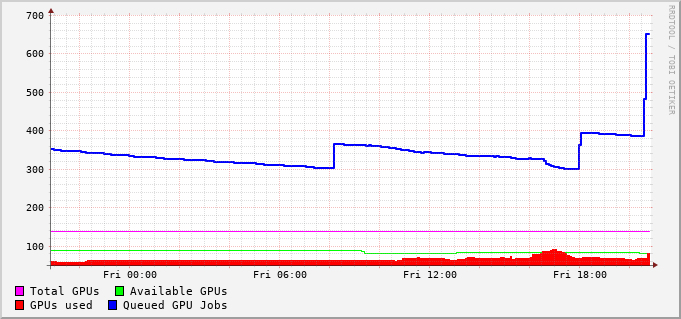 700
600
500
400
300
200
100
Fri 00:00 Fri 06:00 Fri 12:00 Fri 18:00
Total GPUs Available GPUs
GPUs used Queued GPU Jobs
RRDTOOL / TOBI OETIKER